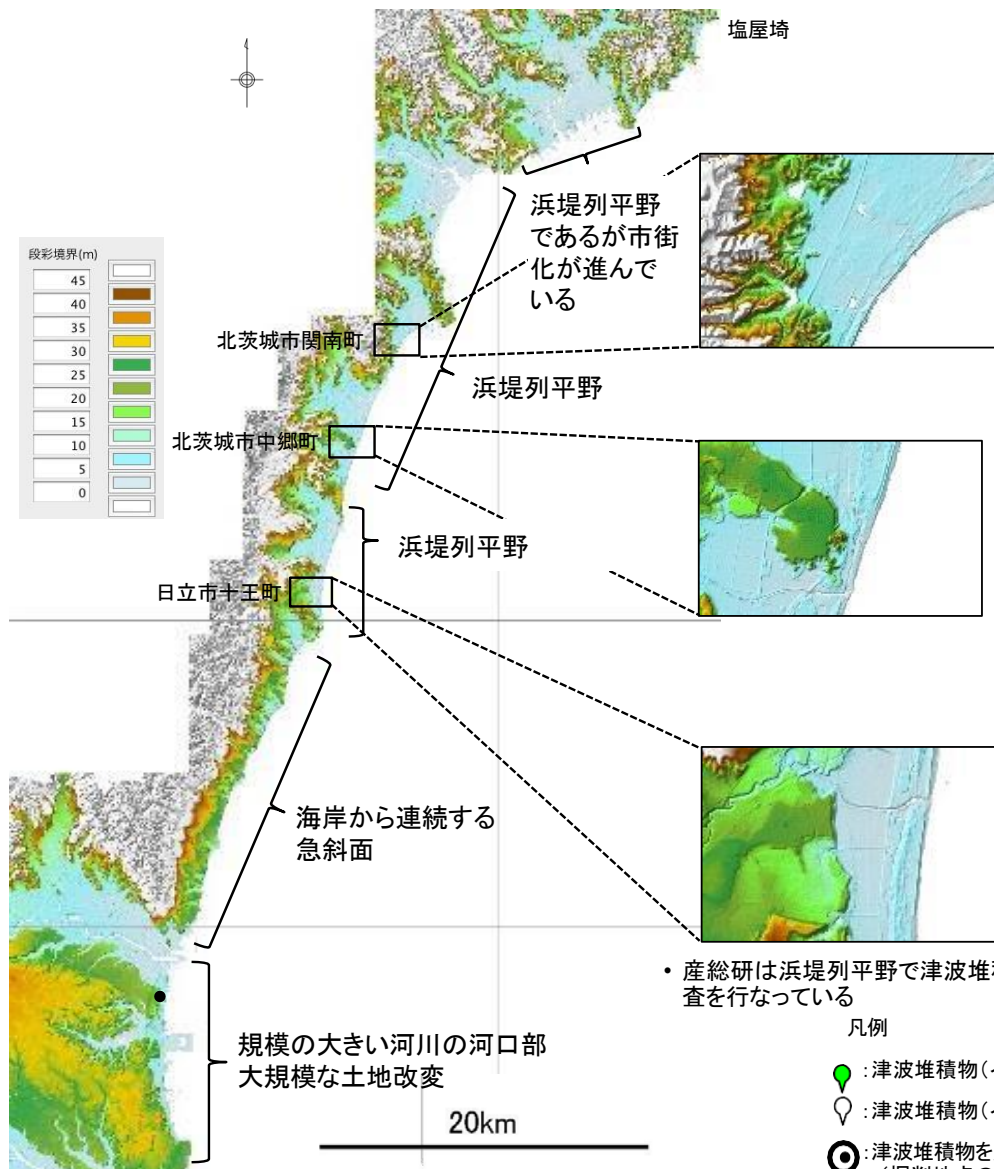 塩屋埼
浜堤列平野
であるが市街
化が進んで
いる
段彩境界(m)
45
40
35
30
25
20
15
10
5
0
北茨城市関南町
浜堤列平野
北茨城市中郷町
浜堤列平野
日立市十王町
海岸から連続する
急斜面
• 産総研は浜堤列平野で津波堆
査を行なっている
凡例
:津波堆積物(
:津波堆積物(
:津波堆積物を
規模の大きい河川の河口部
大規模な土地改変
20km